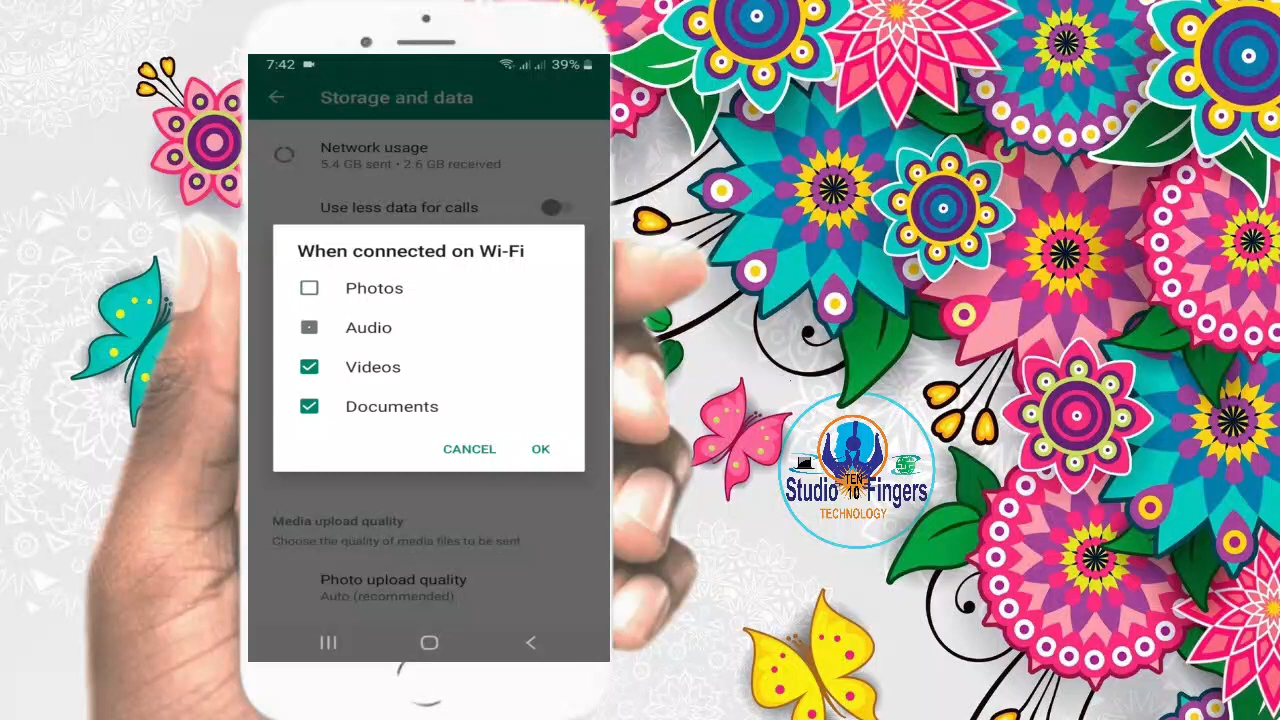 7:42
39%
Storage and data
Network usage
5.4 GB sent • 2.6 GB received
Use less data for calls
When connected on Wi-Fi
Photos
Audio
Videos
Documents
CANCEL OK
Media upload quality
Choose the quality of media files to be sent
Photo upload quality
Auto (recommended)
TEN
Studio 10 Fingers
TECHNOLOGY